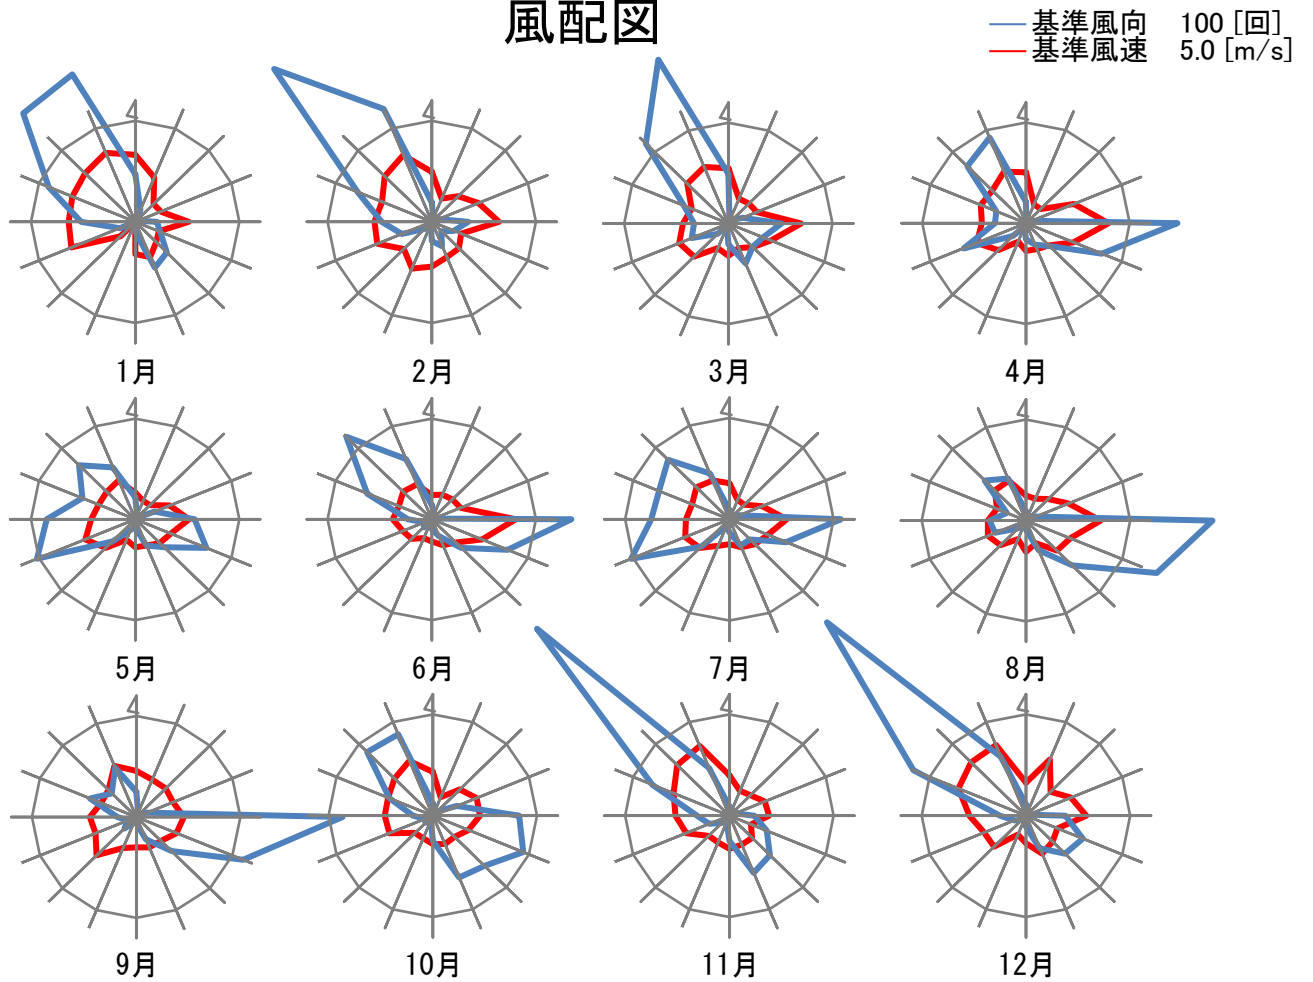 風配図
基準風向 100 [回]
基準風速 5.0 [m/s]
1月 2月 3月 4月
5月 6月 7月 8月
9月 10月 11月 12月